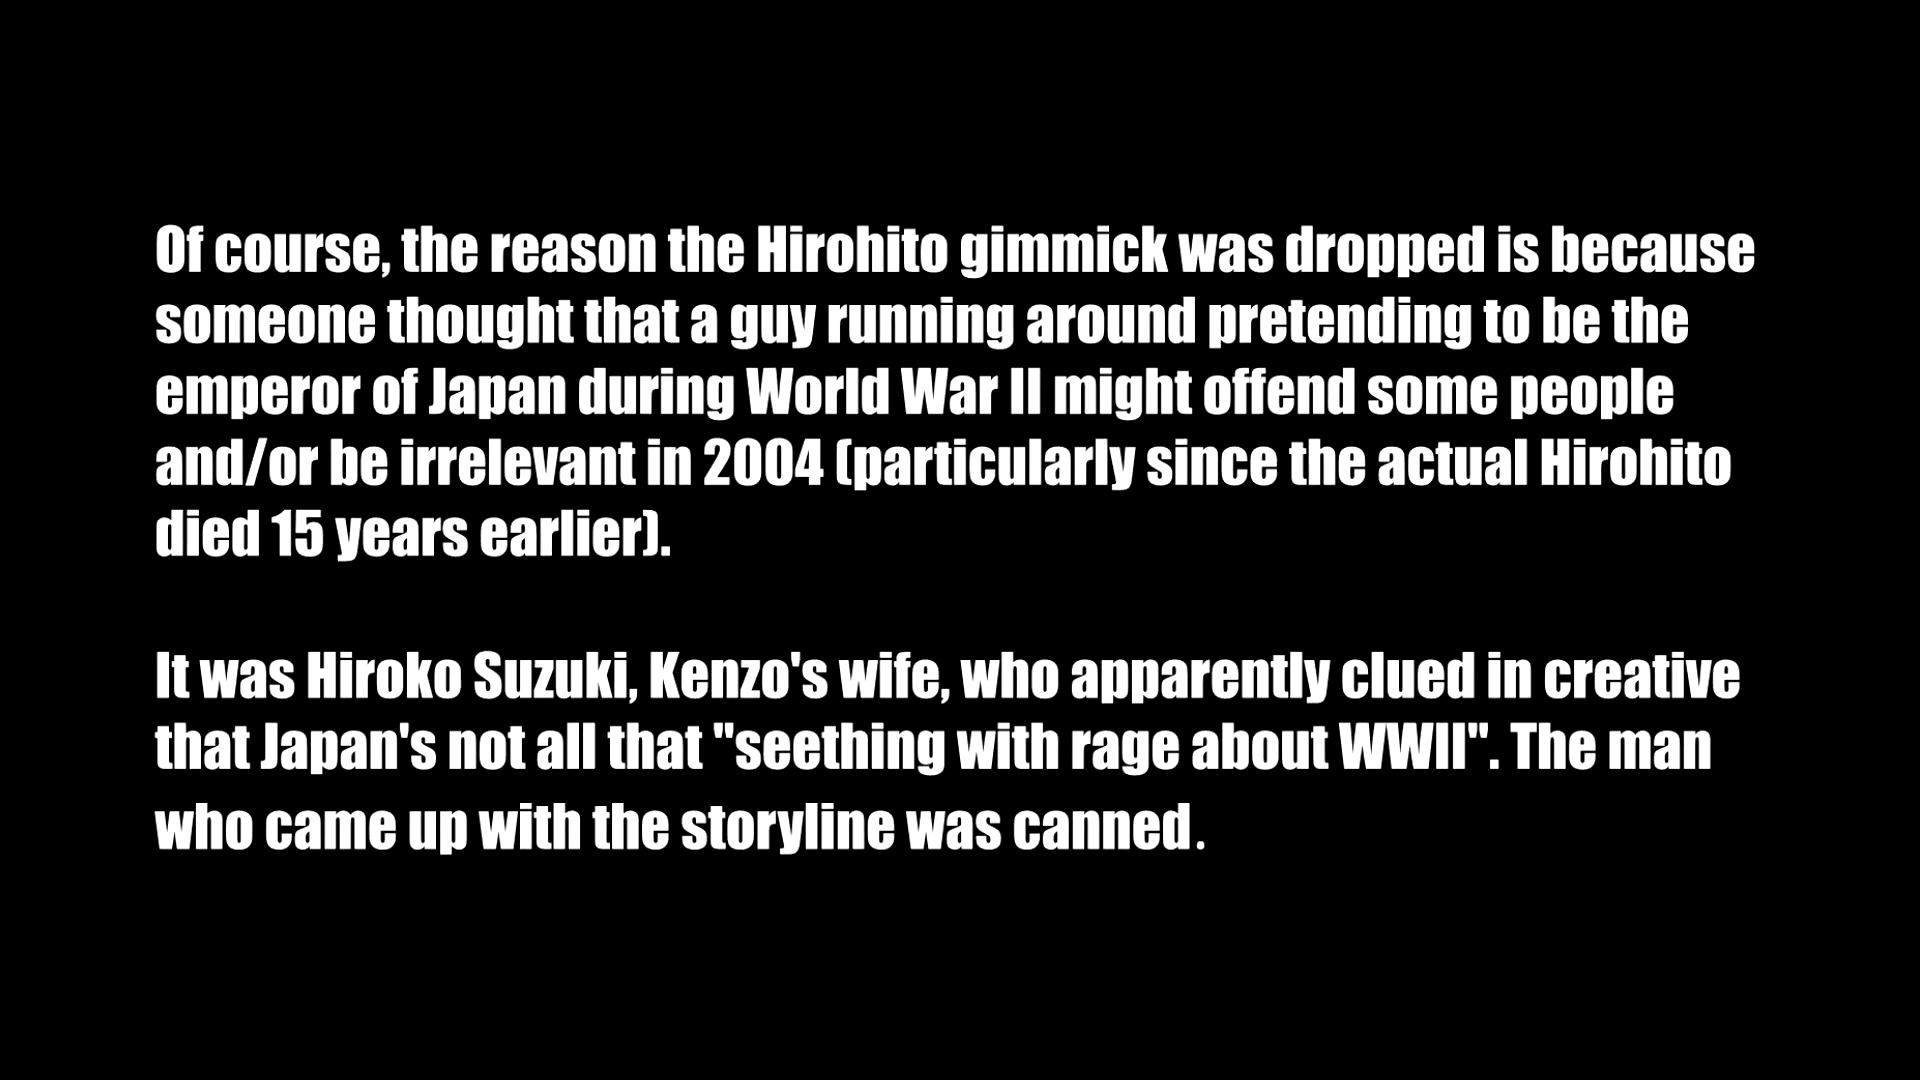 Of course, the reason the Hirohito gimmick was dropped is because
someone thought that a guy running around pretending to be the
emperor of Japan during World War II might offend some people
and/or be irrelevant in 2004 (particularly since the actual Hirohito
died 15 years earlier).
It was Hiroko Suzuki, Kenzo's wife, who apparently clued in creative
that Japan's not all that "seething with rage about WWII". The man
who came up with the storyline was canned.